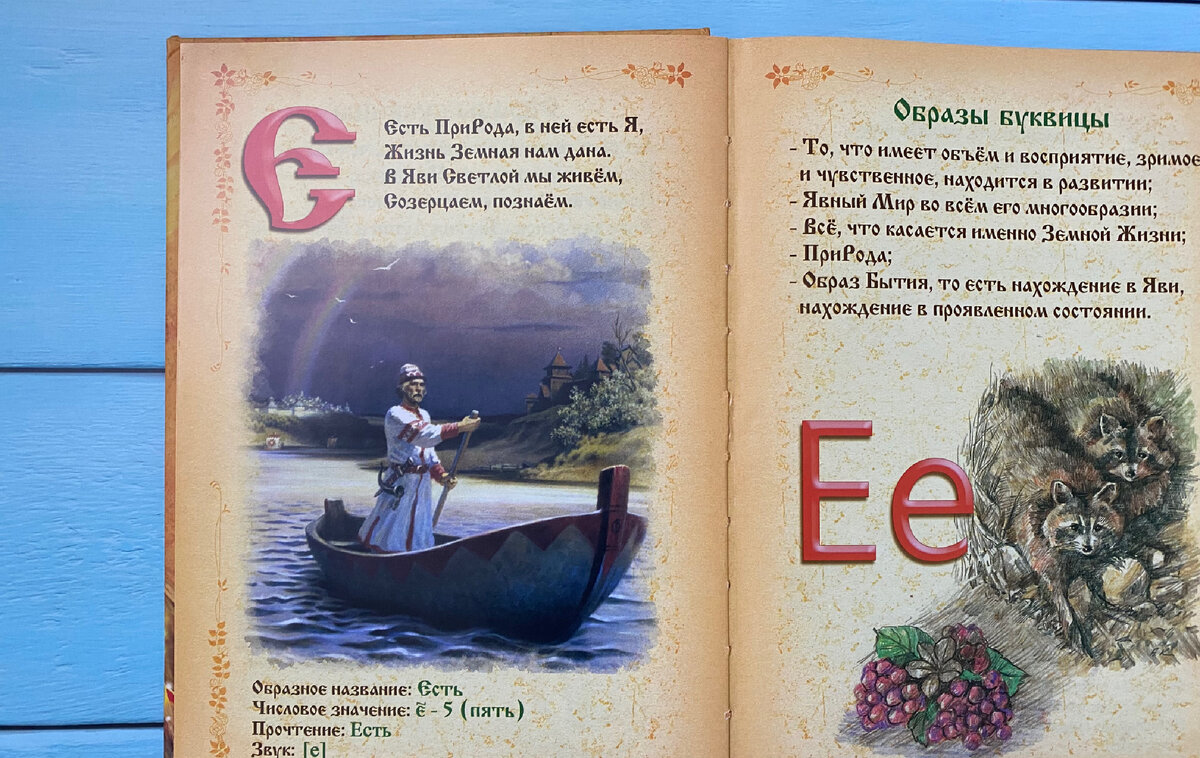 Є
Есть ПриРода, в ней есть Я,
Жизнь Земная нам дана.
В Яви Светлой мы живём,
Созерцаем, познаём.
Образное название: Єсть
Числовое значение: є̃ - 5 (пять)
Прочтение: Есть
Звук: [е]
Образы буквицы
- То, что имеет объём и восприятие, зримое
и чувственное, находится в развитии;
- Явный Мир во всём его многообразии;
- Всё, что касается именно Земной Жизни;
- ПриРода;
- Образ Бытия, то есть нахождение в Яви,
нахождение в проявленном состоянии.
Ее